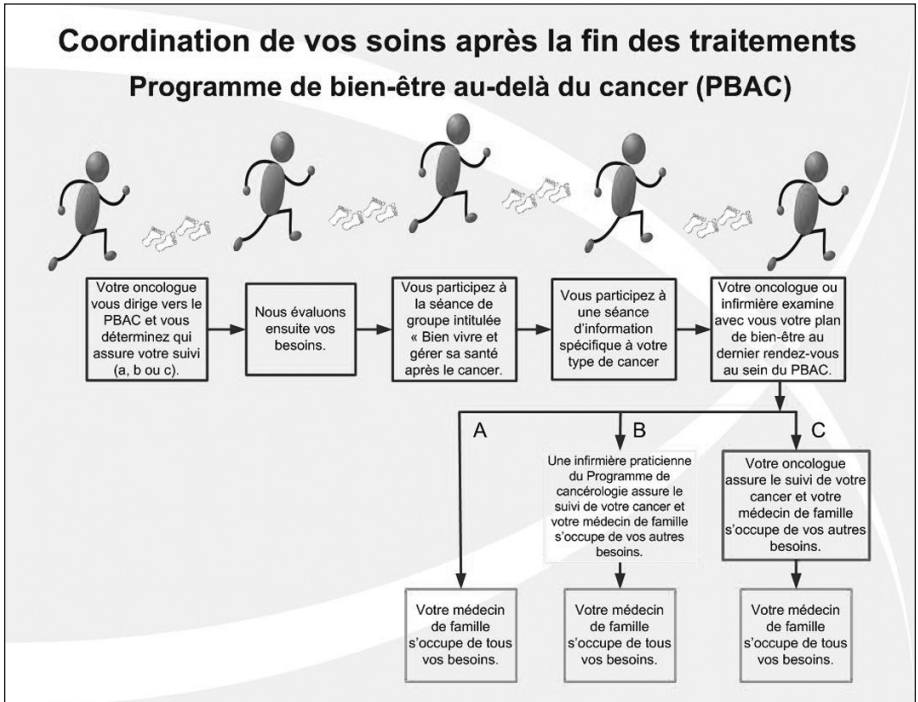 Coordination de vos soins après la fin des traitements
Programme de bien-être au-delà du cancer (PBAC)
Votre oncologue
vous dirige vers le
PBAC et vous
déterminez qui
assure votre suivi
(a, b ou c).
Nous évaluons
ensuite vos
besoins.
Vous participez à
la séance de
groupe intitulée
« Bien vivre et
gérer sa santé
après le cancer.
Vous participez à
une séance
d'information
spécifique à votre
type de cancer
Votre oncologue ou
infirmière examine
avec vous votre plan
de bien-être au
dernier rendez-vous
au sein du PBAC.
A
B
C
Une infirmière praticienne
du Programme de
cancérologie assure le
suivi de votre cancer et
votre médecin de famille
s'occupe de vos autres
besoins.
Votre oncologue
assure le suivi de votre
cancer et votre
médecin de famille
s'occupe de vos autres
besoins.
Votre médecin
de famille
s'occupe de tous
vos besoins.
Votre médecin
de famille
s'occupe de tous
vos besoins.
Votre médecin
de famille
s'occupe de tous
vos besoins.